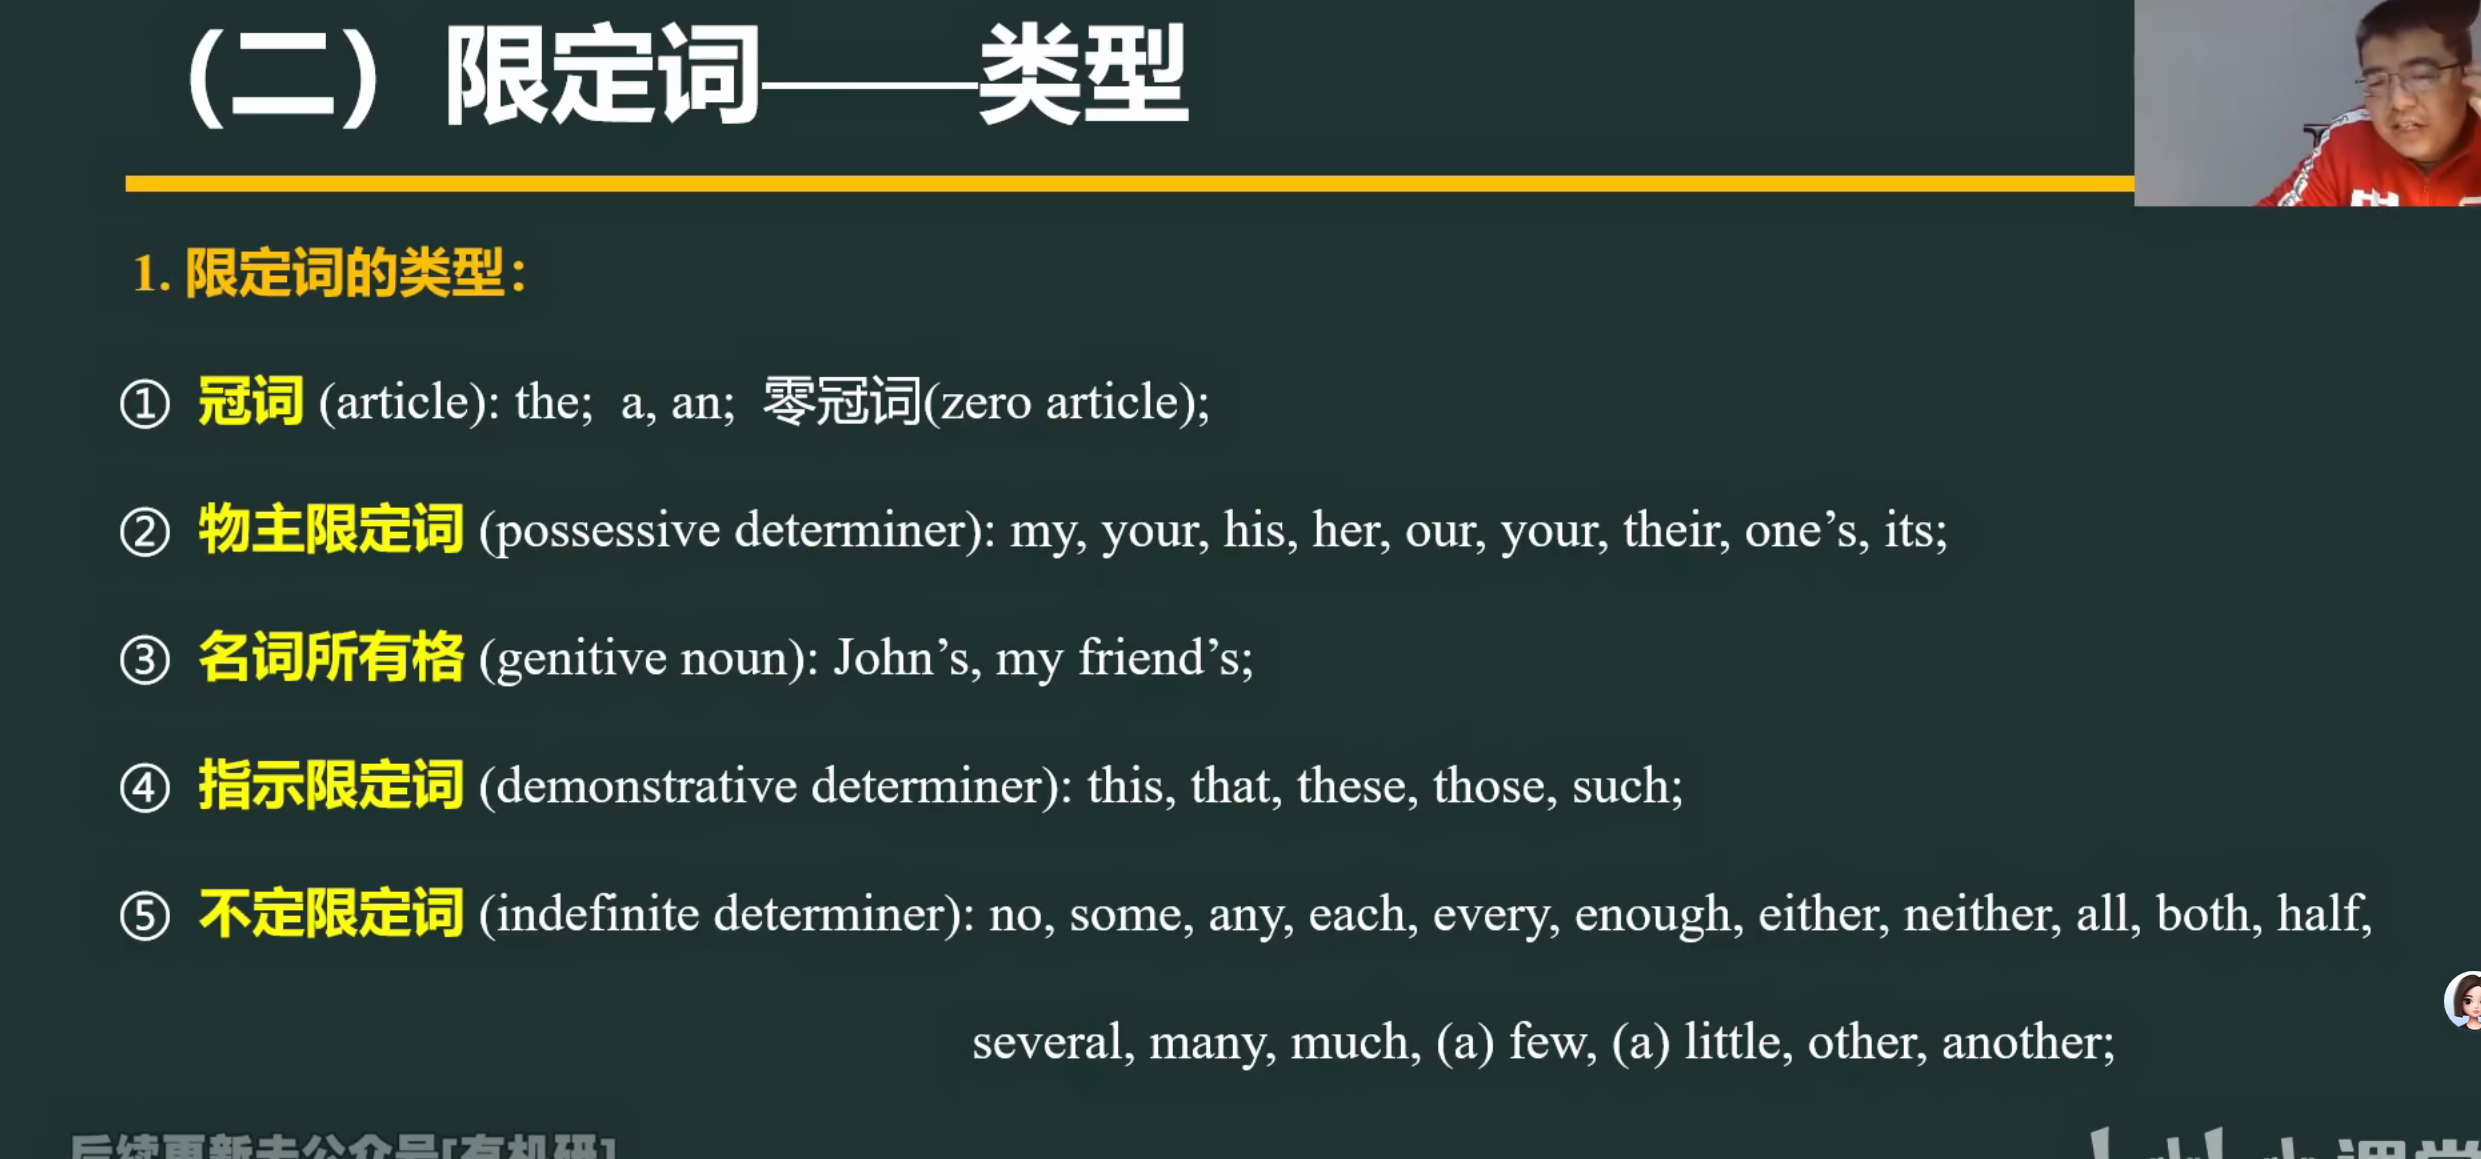 （二）限定词——类型
1. 限定词的类型：
① 冠词 (article): the; a, an; 零冠词(zero article);
② 物主限定词 (possessive determiner): my, your, his, her, our, your, their, one’s, its;
③ 名词所有格 (genitive noun): John’s, my friend’s;
④ 指示限定词 (demonstrative determiner): this, that, these, those, such;
⑤ 不定限定词 (indefinite determiner): no, some, any, each, every, enough, either, neither, all, both, half,
several, many, much, (a) few, (a) little, other, another;
后续更新去公众号[有机研]